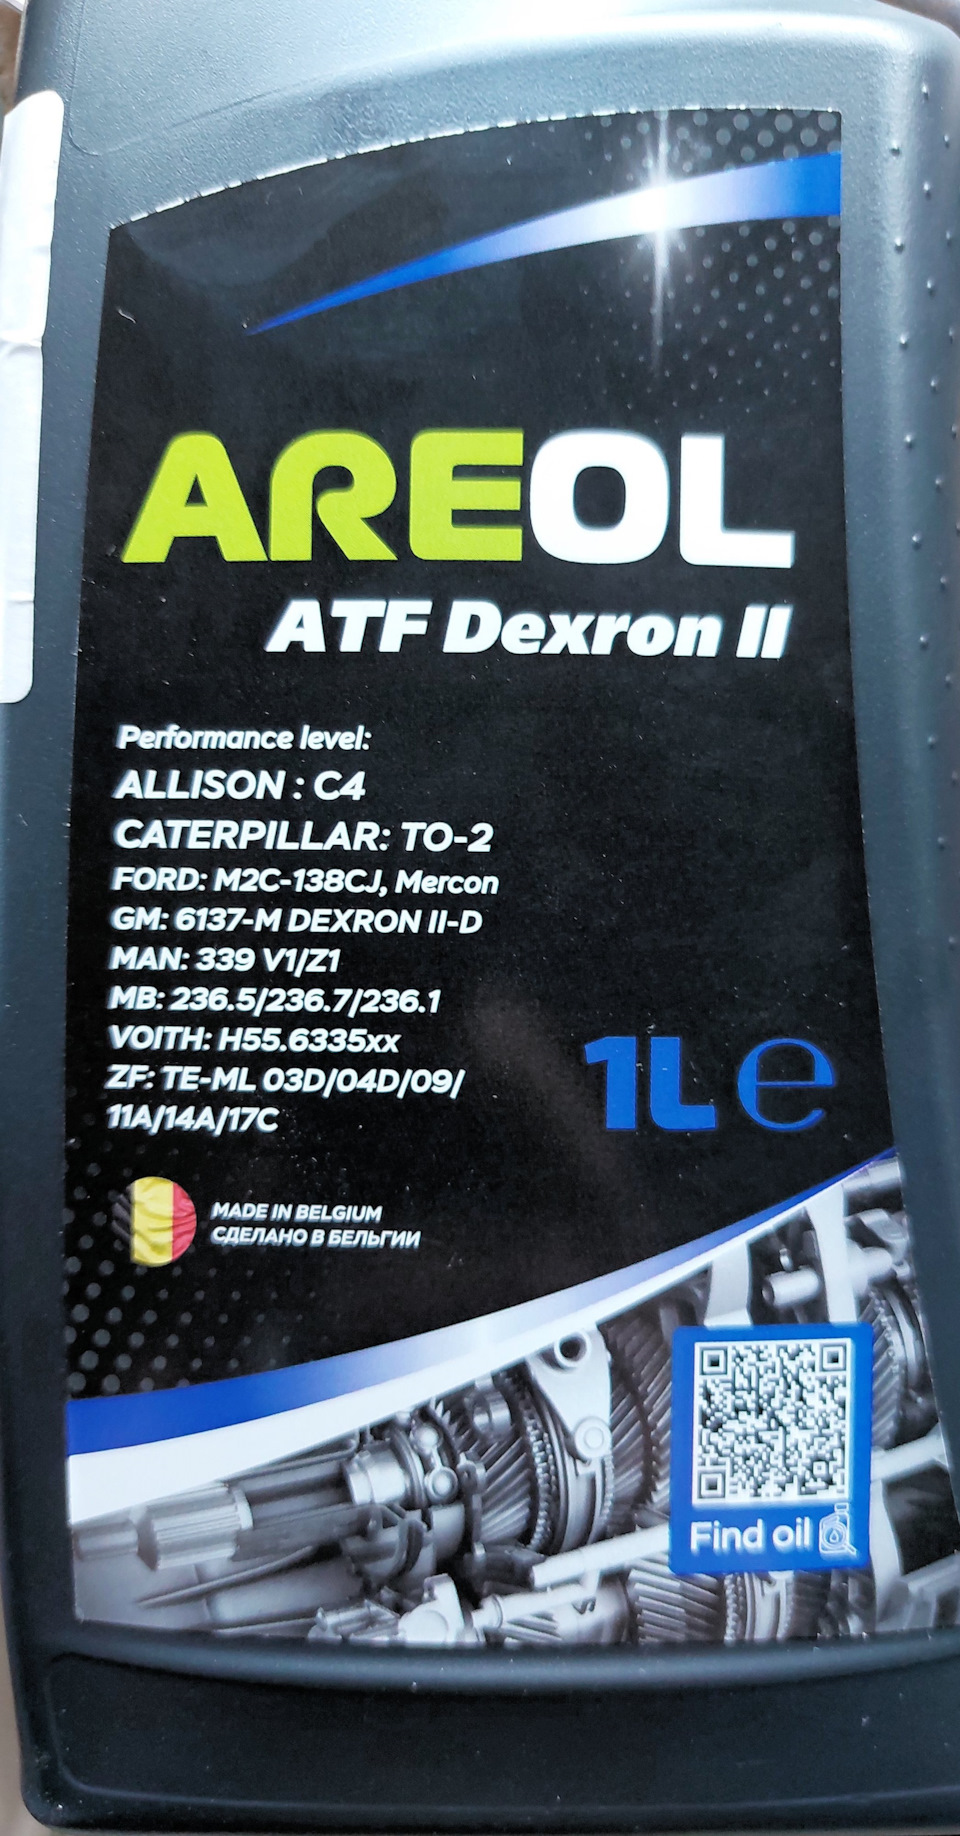 AREOL
ATF Dexron II
Performance level:
ALLISON : C4
CATERPILLAR: TO-2
FORD: M2C-138CJ, Mercon
GM: 6137-M DEXRON II-D
MAN: 339 V1/Z1
MB: 236.5/236.7/236.1
VOITH: H55.6335xx
ZF: TE-ML 03D/04D/09/
11A/14A/17C
1L e
MADE IN BELGIUM
СДЕЛАНО В БЕЛЬГИИ
Find oil